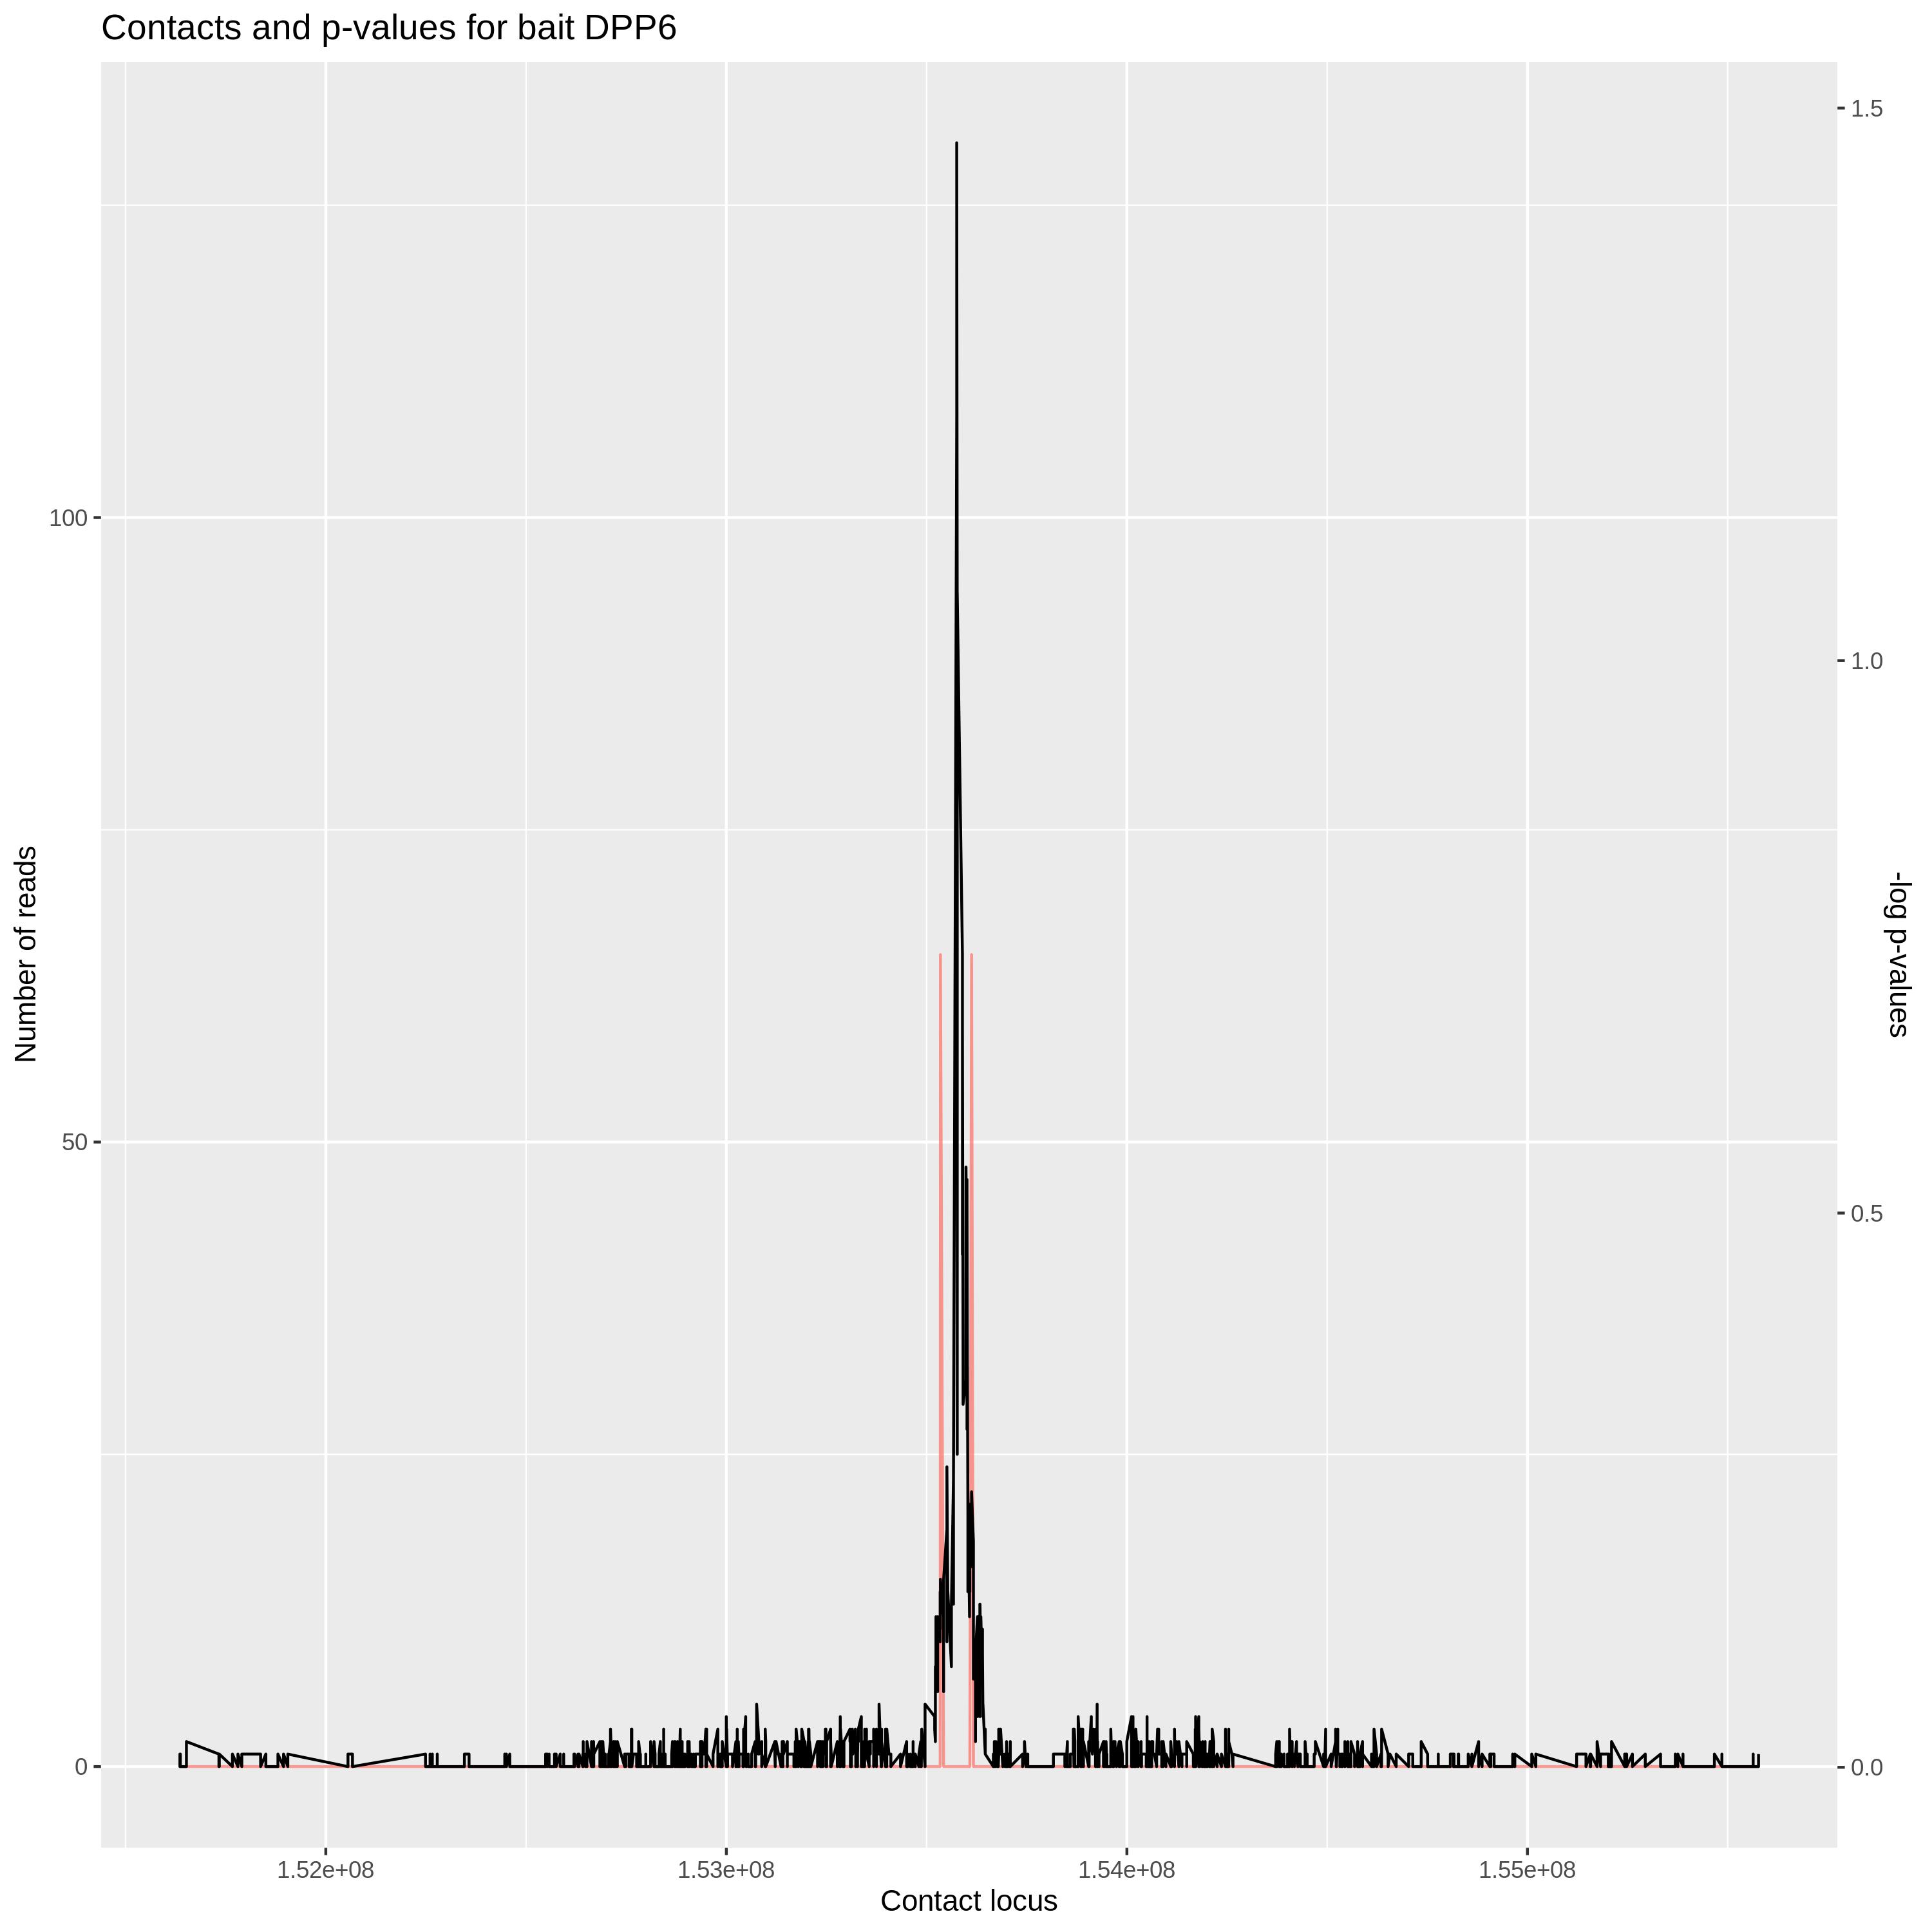 Contacts and p-values for bait DPP6
Number of reads
100
50
0
1.5
1.0
0.5
0.0
-log p-values
1.52e+08
1.53e+08
1.54e+08
1.55e+08
Contact locus